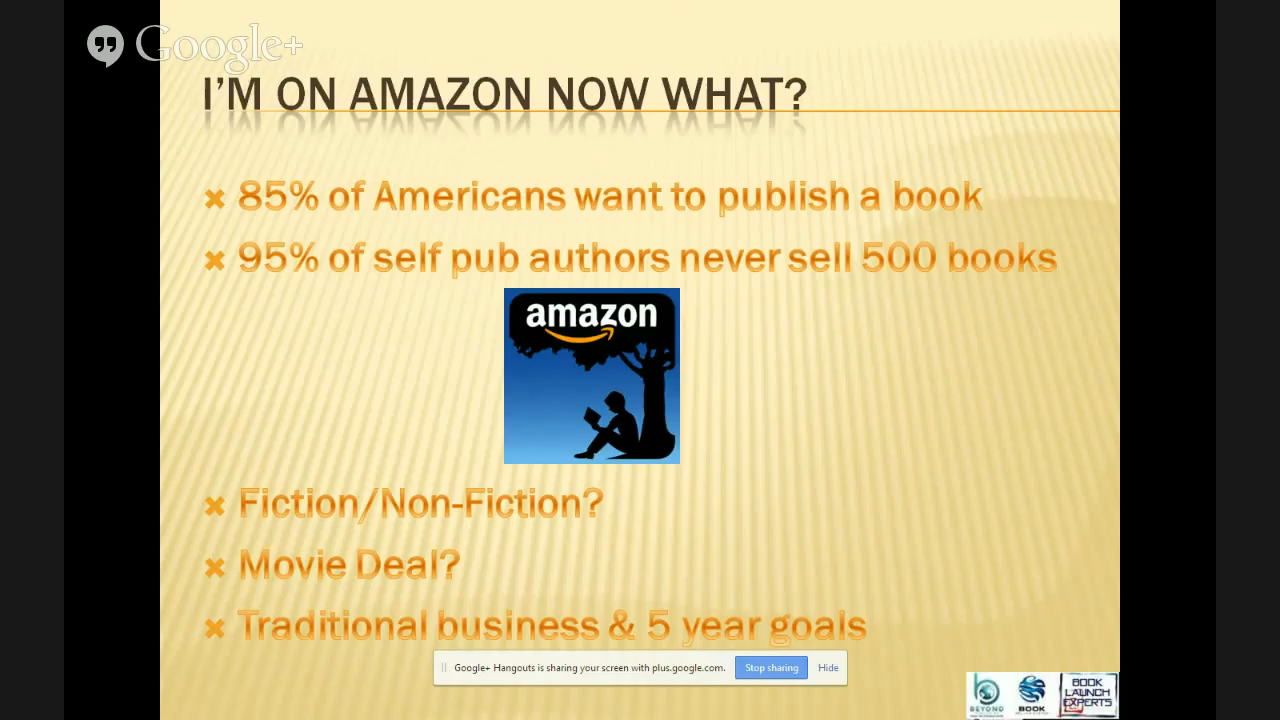 Google+
I'M ON AMAZON NOW WHAT?
85% of Americans want to publish a book
95% of self pub authors never sell 500 books
amazon
Fiction/Non-Fiction?
Movie Deal?
Traditional business & 5 year goals
Google+ Hangouts is sharing your screen with plus.google.com. Stop sharing Hide
BEYOND
BOOK
BOOK
LAUNCH
EXPERTS